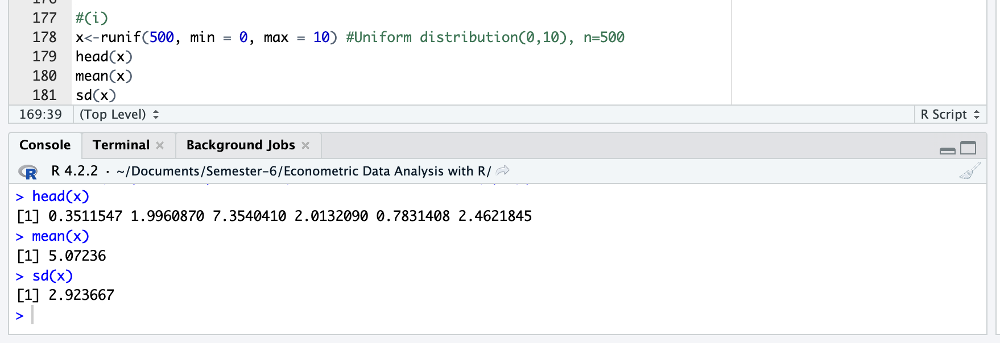 176
177 #(i)
178 x<-runif(500, min = 0, max = 10) #Uniform distribution(0,10), n=500
179 head(x)
180 mean(x)
181 sd(x)
169:39 (Top Level) R Script
Console Terminal Background Jobs
R 4.2.2 · ~/Documents/Semester-6/Econometric Data Analysis with R/
> head(x)
[1] 0.3511547 1.9960870 7.3540410 2.0132090 0.7831408 2.4621845
> mean(x)
[1] 5.07236
> sd(x)
[1] 2.923667
>